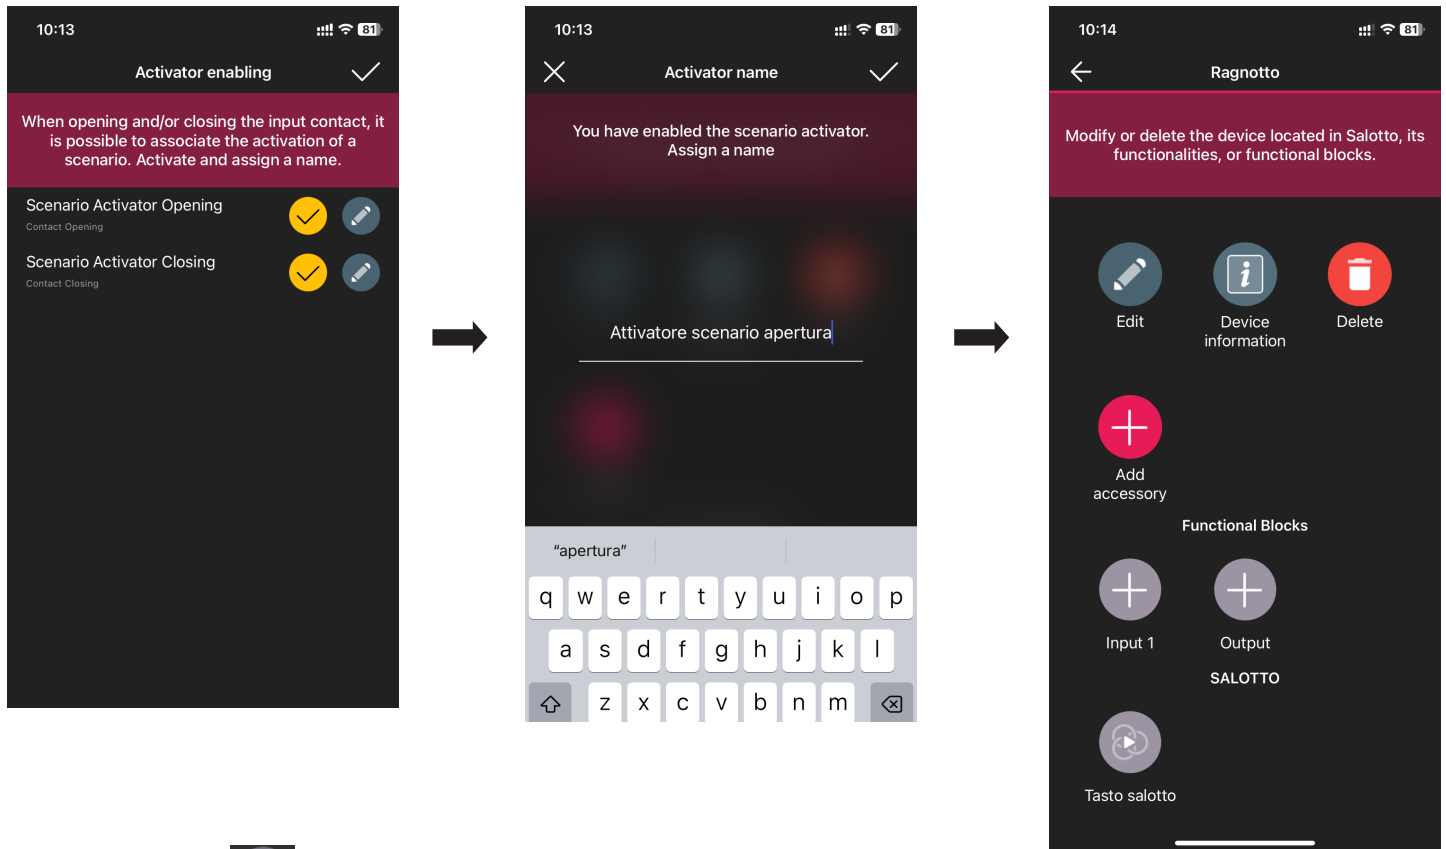 10:13
81
Activator enabling
When opening and/or closing the input contact, it
is possible to associate the activation of a
scenario. Activate and assign a name.
Scenario Activator Opening
Contact Opening
Scenario Activator Closing
Contact Closing
10:13
81
Activator name
You have enabled the scenario activator.
Assign a name
Attivatore scenario apertura
“apertura”
q w e r t y u i o p
a s d f g h j k l
z x c v b n m
10:14
81
Ragnotto
Modify or delete the device located in Salotto, its
functionalities, or functional blocks.
Edit
Device
information
Delete
Add
accessory
Functional Blocks
Input 1
Output
SALOTTO
Tasto salotto